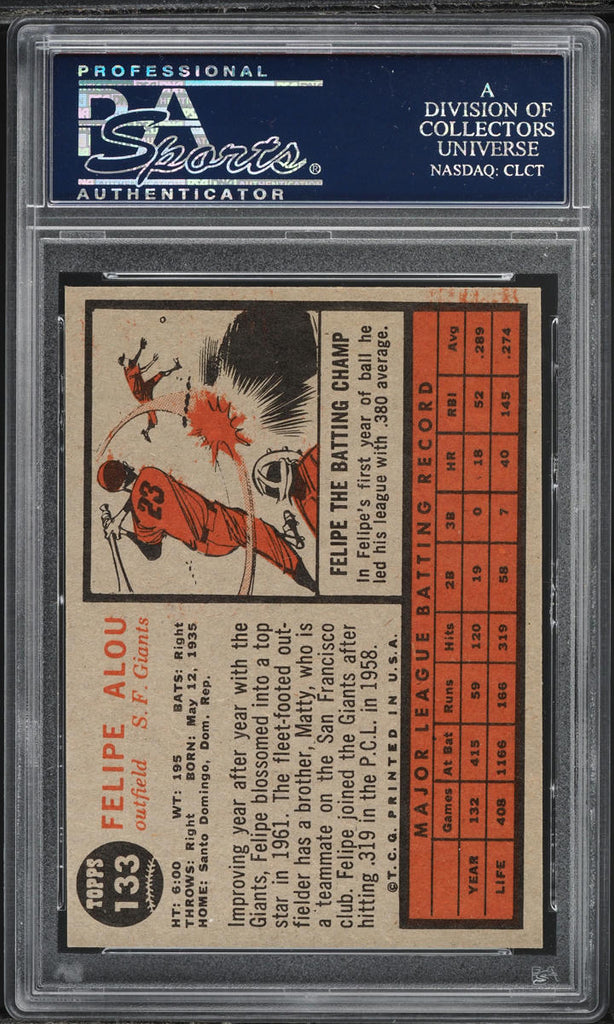 PROFESSIONAL
PSA
Sports®
AUTHENTICATOR
A
DIVISION OF
COLLECTORS
UNIVERSE
NASDAQ: CLCT
TOPPS
133
FELIPE ALOU
outfield S. F. Giants
HT: 6:00 WT: 195 BATS: Right
THROWS: Right BORN: May 12, 1935
HOME: Santo Domingo, Dom. Rep.
Improving year after year with the
Giants, Felipe blossomed into a top
star in 1961. The fleet-footed out-
fielder has a brother, Matty, who is
a teammate on the San Francisco
club. Felipe joined the Giants after
hitting .319 in the P.C.L. in 1958.
©T.C.G. PRINTED IN U.S.A.
23
FELIPE THE BATTING CHAMP
In Felipe's first year of ball he
led his league with .380 average.
MAJOR LEAGUE BATTING RECORD
Games At Bat Runs Hits 2B 3B HR RBI Avg
YEAR 132 415 59 120 19 0 18 52 .289
LIFE 408 1166 166 319 58 7 40 145 .274
PSA